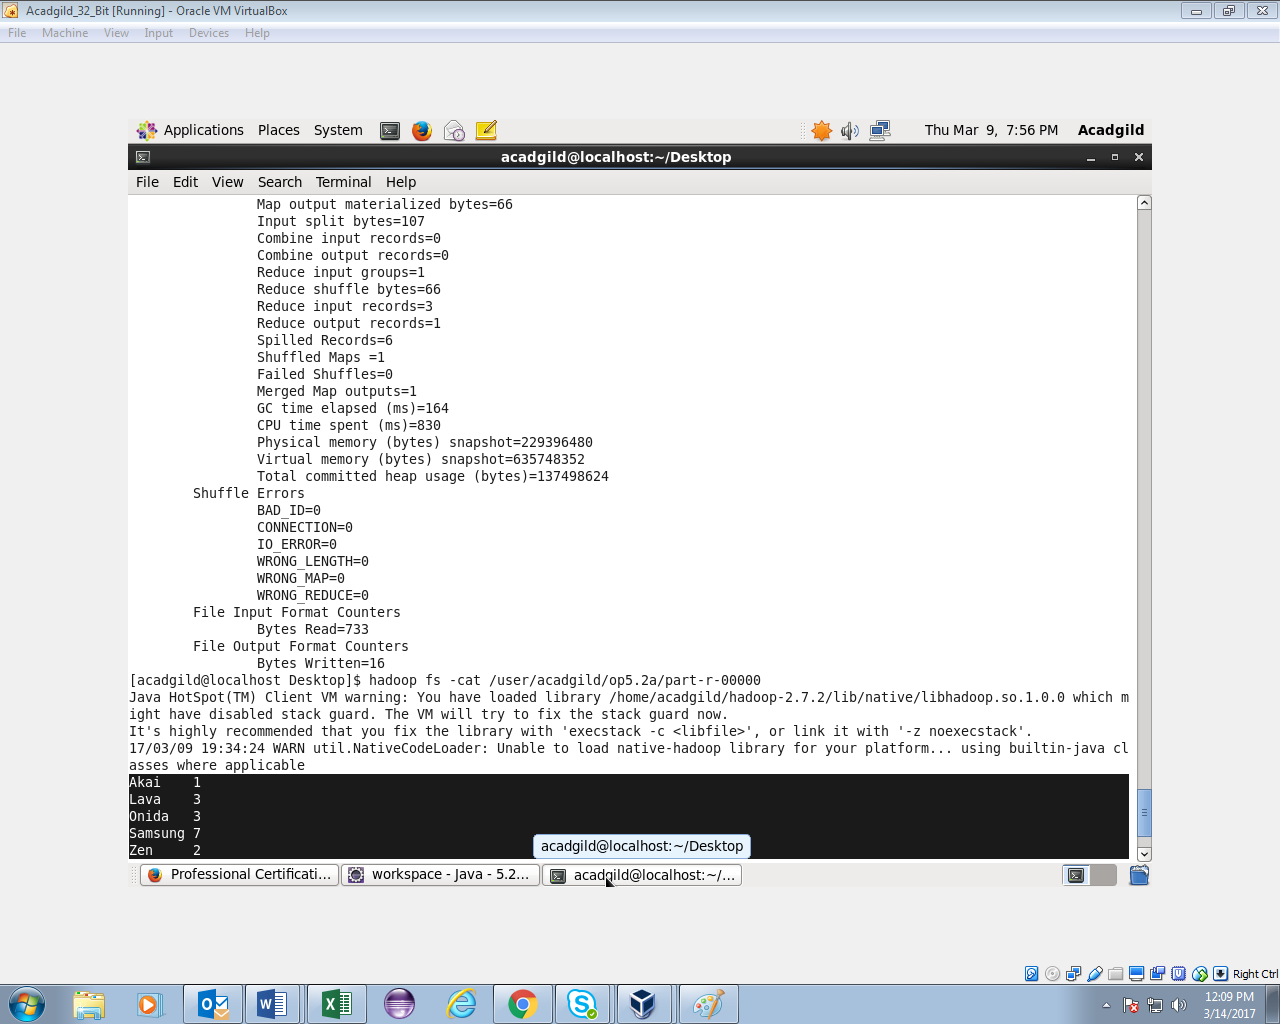 Acadgild_32_Bit [Running] - Oracle VM VirtualBox
File Machine View Input Devices Help
Applications Places System Thu Mar 9, 7:56 PM Acadgild
acadgild@localhost:~/Desktop
File Edit View Search Terminal Help
Map output materialized bytes=66
Input split bytes=107
Combine input records=0
Combine output records=0
Reduce input groups=1
Reduce shuffle bytes=66
Reduce input records=3
Reduce output records=1
Spilled Records=6
Shuffled Maps =1
Failed Shuffles=0
Merged Map outputs=1
GC time elapsed (ms)=164
CPU time spent (ms)=830
Physical memory (bytes) snapshot=229396480
Virtual memory (bytes) snapshot=635748352
Total committed heap usage (bytes)=137498624
Shuffle Errors
BAD_ID=0
CONNECTION=0
IO_ERROR=0
WRONG_LENGTH=0
WRONG_MAP=0
WRONG_REDUCE=0
File Input Format Counters
Bytes Read=733
File Output Format Counters
Bytes Written=16
[acadgild@localhost Desktop]$ hadoop fs -cat /user/acadgild/op5.2a/part-r-00000
Java HotSpot(TM) Client VM warning: You have loaded library /home/acadgild/hadoop-2.7.2/lib/native/libhadoop.so.1.0.0 which m
ight have disabled stack guard. The VM will try to fix the stack guard now.
It's highly recommended that you fix the library with 'execstack -c <libfile>', or link it with '-z noexecstack'.
17/03/09 19:34:24 WARN util.NativeCodeLoader: Unable to load native-hadoop library for your platform... using builtin-java cl
asses where applicable
Akai 1
Lava 3
Onida 3
Samsung 7
Zen 2
acadgild@localhost:~/Desktop
Professional Certificati... workspace - Java - 5.2... acadgild@localhost:~/...
Right Ctrl
12:09 PM
3/14/2017